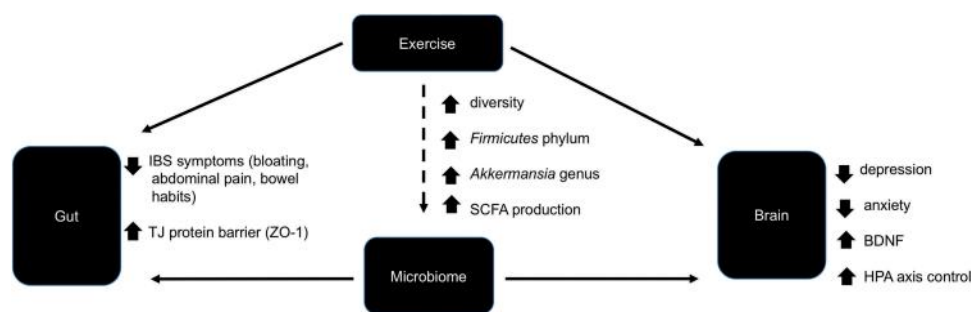 Exercise
diversity
Firmicutes phylum
Akkermansia genus
SCFA production
Gut
IBS symptoms (bloating,
abdominal pain, bowel
habits)
TJ protein barrier (ZO-1)
Microbiome
Brain
depression
anxiety
BDNF
HPA axis control